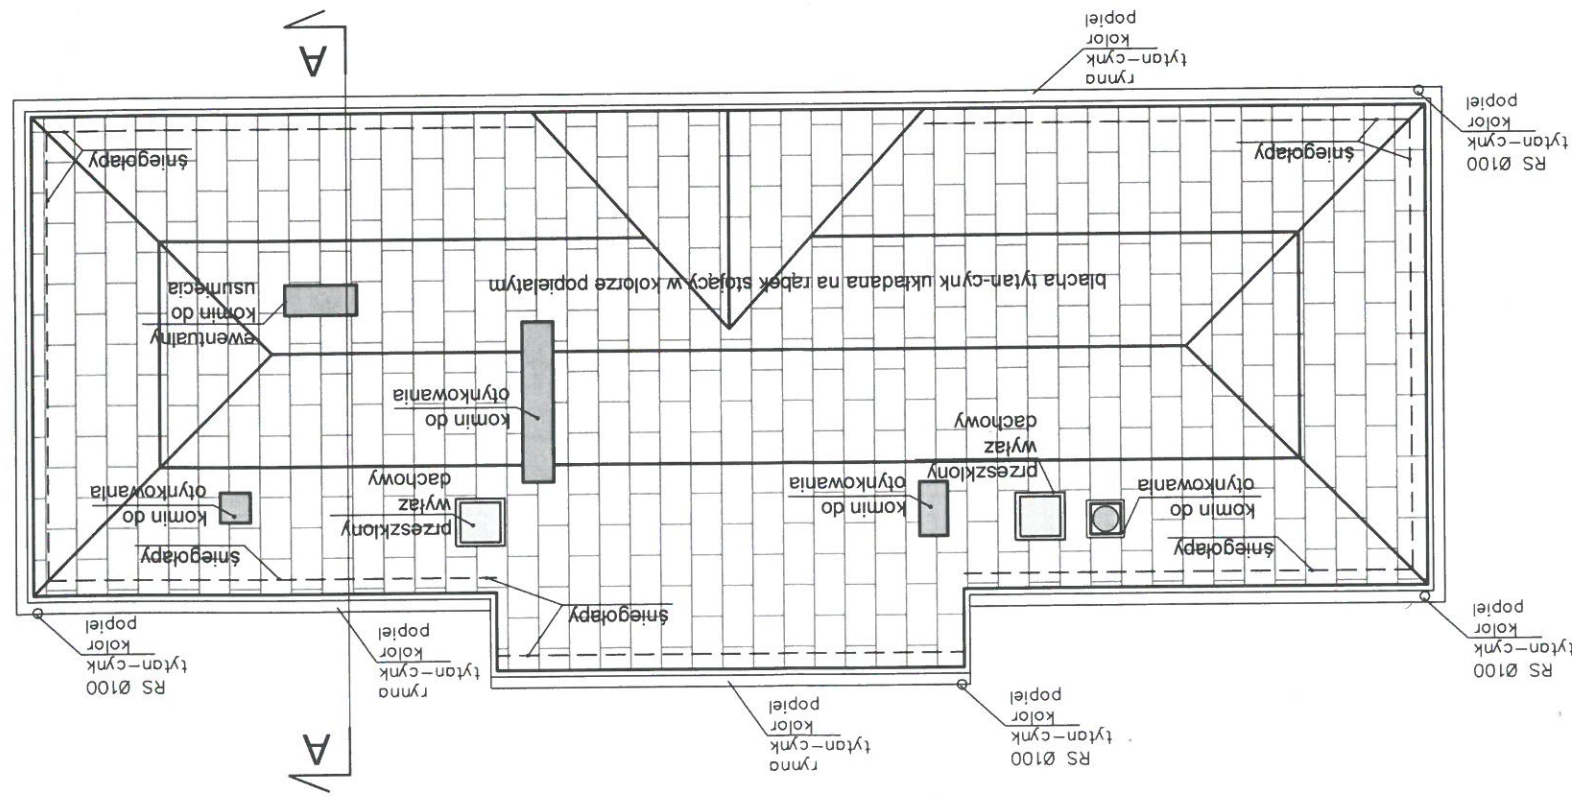 A
rynna
tytan-cynk
kolor
popiel
RS Ø100
tytan-cynk
kolor
popiel
RS Ø100
tytan-cynk
kolor
popiel
rynna
tytan-cynk
kolor
popiel
RS Ø100
tytan-cynk
kolor
popiel
śniegołapy
śniegołapy
śniegołapy
komin do
otynkowania
przeszklony
wyłaz
dachowy
komin do
otynkowania
przeszklony
wyłaz
dachowy
komin do
otynkowania
komin do
otynkowania
ewentualny
komin do
usunięcia
blacha tytan-cynk układana na rąbek stojący w kolorze popielatym
śniegołapy
śniegołapy
RS Ø100
tytan-cynk
kolor
popiel
rynna
tytan-cynk
kolor
popiel
A